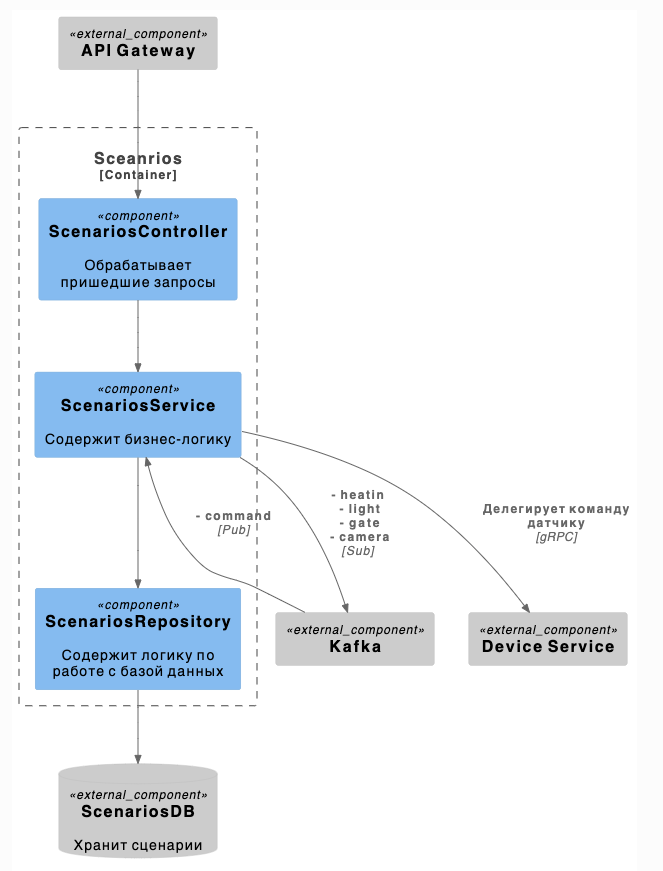 «external_component»
API Gateway
Sceanrios
[Container]
«component»
ScenariosController
Обрабатывает
пришедшие запросы
«component»
ScenariosService
Содержит бизнес-логику
- command
[Pub]
- heatin
- light
- gate
- camera
[Sub]
Делегирует команду
датчику
[gRPC]
«component»
ScenariosRepository
Содержит логику по
работе с базой данных
«external_component»
Kafka
«external_component»
Device Service
«external_component»
ScenariosDB
Хранит сценарии